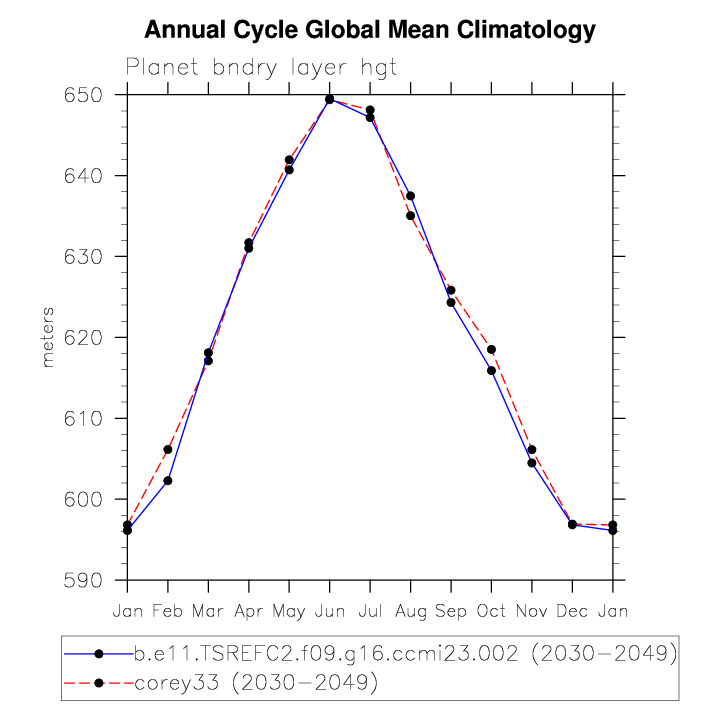 Annual Cycle Global Mean Climatology
Planet bndry layer hgt
650
640
630
620
610
600
590
meters
Jan Feb Mar Apr May Jun Jul Aug Sep Oct Nov Dec Jan
b.e11.TSREFC2.f09.g16.ccmi23.002 (2030-2049)
corey33 (2030-2049)